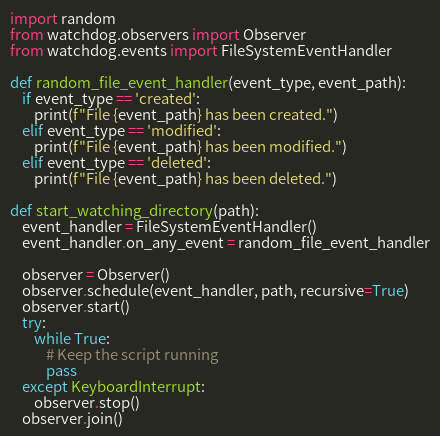 import random
from watchdog.observers import Observer
from watchdog.events import FileSystemEventHandler

def random_file_event_handler(event_type, event_path):
    if event_type == 'created':
        print(f"File {event_path} has been created.")
    elif event_type == 'modified':
        print(f"File {event_path} has been modified.")
    elif event_type == 'deleted':
        print(f"File {event_path} has been deleted.")

def start_watching_directory(path):
    event_handler = FileSystemEventHandler()
    event_handler.on_any_event = random_file_event_handler

    observer = Observer()
    observer.schedule(event_handler, path, recursive=True)
    observer.start()
    try:
        while True:
            # Keep the script running
            pass
    except KeyboardInterrupt:
        observer.stop()
    observer.join()